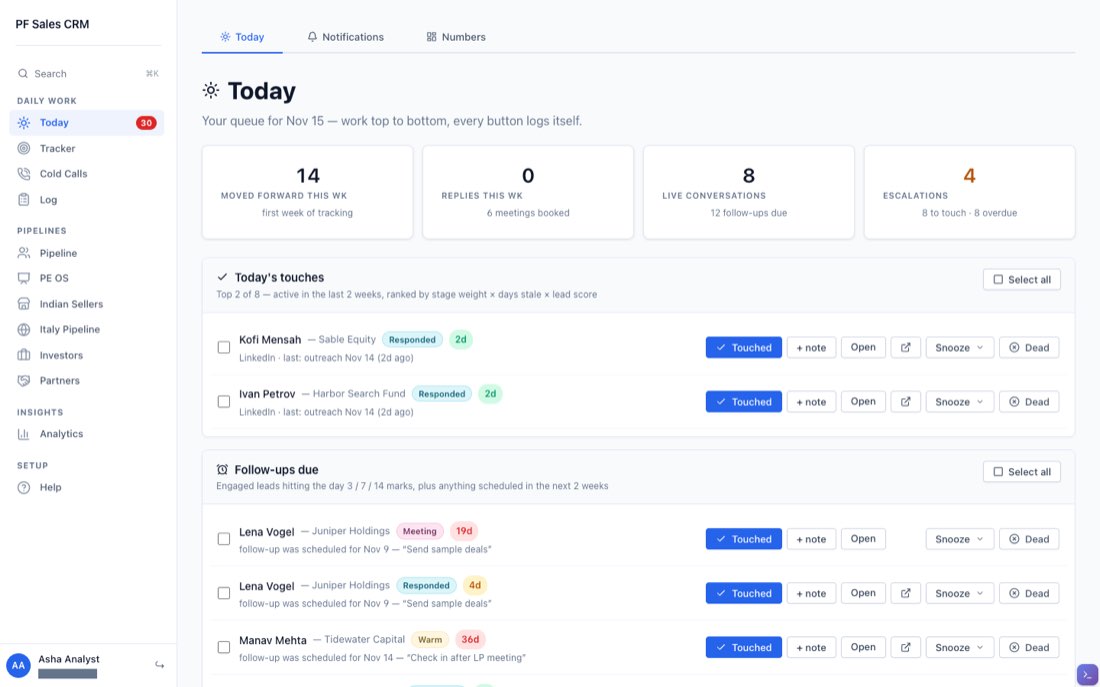 PF Sales CRM
Search ⌘K
DAILY WORK
Today 30
Tracker
Cold Calls
Log
PIPELINES
Pipeline
PE OS
Indian Sellers
Italy Pipeline
Investors
Partners
INSIGHTS
Analytics
SETUP
Help
AA Asha Analyst
Today Notifications Numbers
Today
Your queue for Nov 15 — work top to bottom, every button logs itself.
14
MOVED FORWARD THIS WK
first week of tracking
0
REPLIES THIS WK
6 meetings booked
8
LIVE CONVERSATIONS
12 follow-ups due
4
ESCALATIONS
8 to touch · 8 overdue
Today's touches
Select all
Top 2 of 8 — active in the last 2 weeks, ranked by stage weight × days stale × lead score
Kofi Mensah — Sable Equity Responded 2d
LinkedIn · last: outreach Nov 14 (2d ago)
Touched + note Open Snooze Dead
Ivan Petrov — Harbor Search Fund Responded 2d
LinkedIn · last: outreach Nov 14 (2d ago)
Touched + note Open Snooze Dead
Follow-ups due
Select all
Engaged leads hitting the day 3 / 7 / 14 marks, plus anything scheduled in the next 2 weeks
Lena Vogel — Juniper Holdings Meeting 19d
follow-up was scheduled for Nov 9 — “Send sample deals”
Touched + note Open Snooze Dead
Lena Vogel — Juniper Holdings Responded 4d
follow-up was scheduled for Nov 9 — “Send sample deals”
Touched + note Open Snooze Dead
Manav Mehta — Tidewater Capital Warm 36d
follow-up was scheduled for Nov 14 — “Check in after LP meeting”
Touched + note Open Snooze Dead